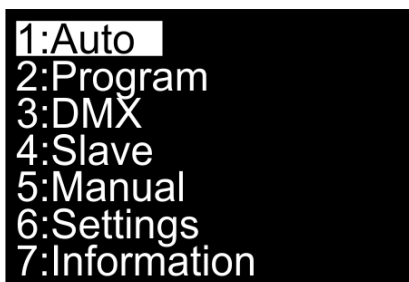 1:Auto
2:Program
3:DMX
4:Slave
5:Manual
6:Settings
7:Information